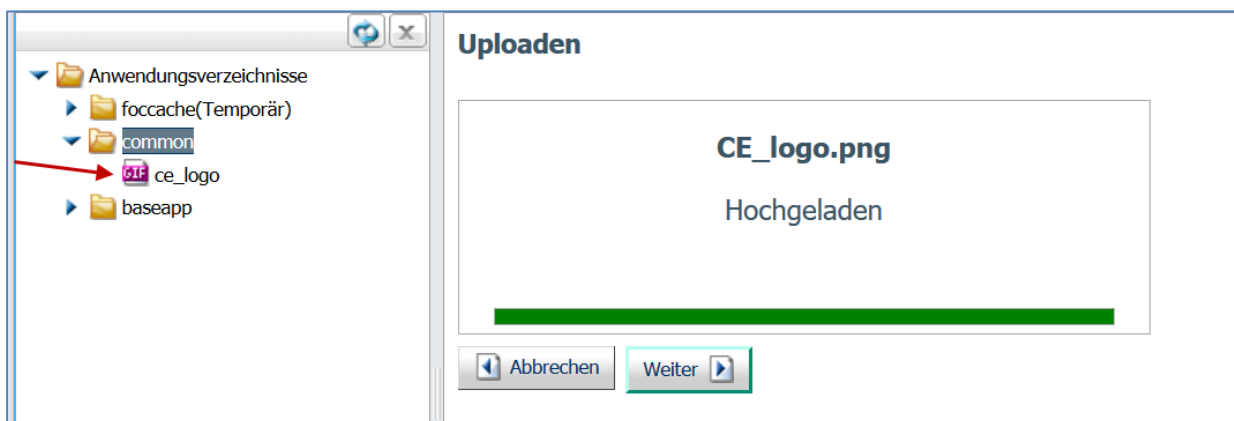 Anwendungsverzeichnisse
foccache(Temporär)
common
GIF ce_logo
baseapp
Uploaden
CE_logo.png
Hochgeladen
Abbrechen
Weiter